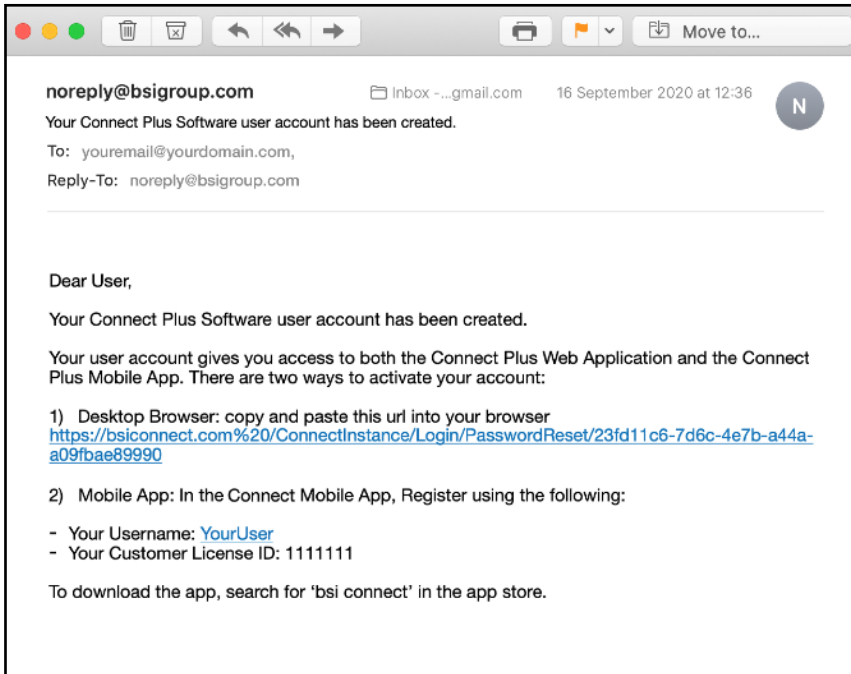 Move to...
noreply@bsigroup.com
Inbox -...gmail.com
16 September 2020 at 12:36
N
Your Connect Plus Software user account has been created.
To: youremail@yourdomain.com,
Reply-To: noreply@bsigroup.com
Dear User,
Your Connect Plus Software user account has been created.
Your user account gives you access to both the Connect Plus Web Application and the Connect
Plus Mobile App. There are two ways to activate your account:
1) Desktop Browser: copy and paste this url into your browser
https://bsiconnect.com%20/ConnectInstance/Login/PasswordReset/23fd11c6-7d6c-4e7b-a44a-
a09fbae89990
2) Mobile App: In the Connect Mobile App, Register using the following:
- Your Username: YourUser
- Your Customer License ID: 1111111
To download the app, search for ‘bsi connect’ in the app store.